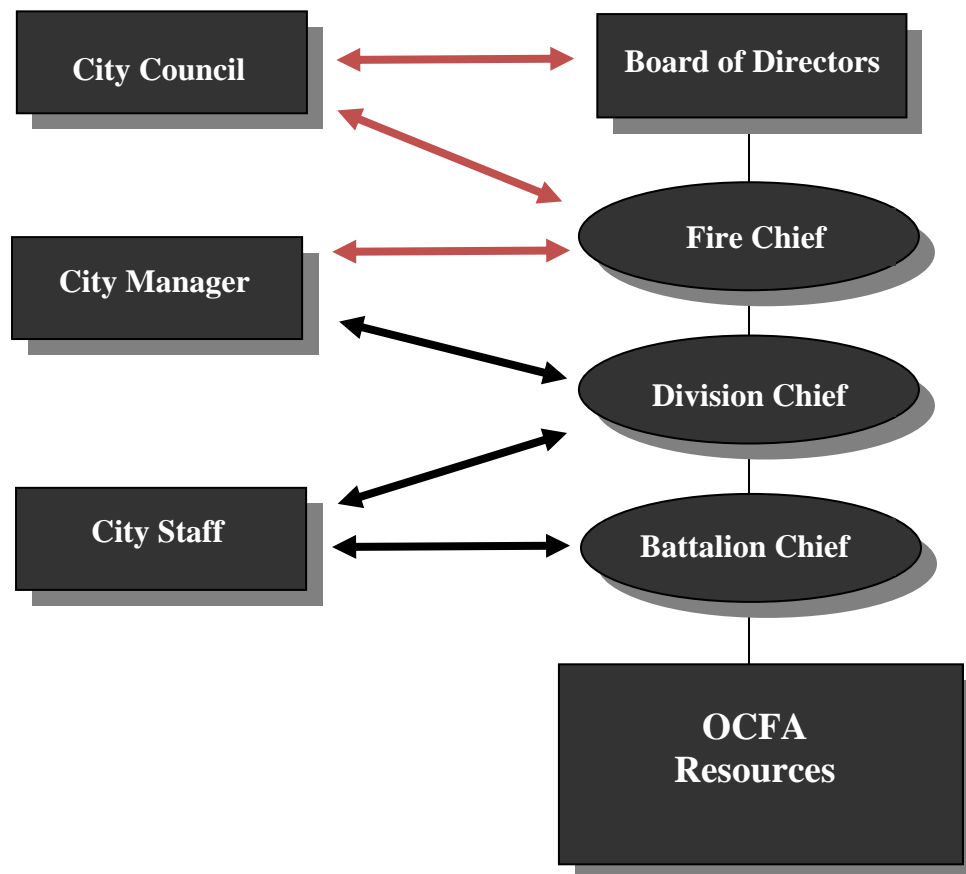 City Council
Board of Directors
Fire Chief
City Manager
Division Chief
City Staff
Battalion Chief
OCFA
Resources